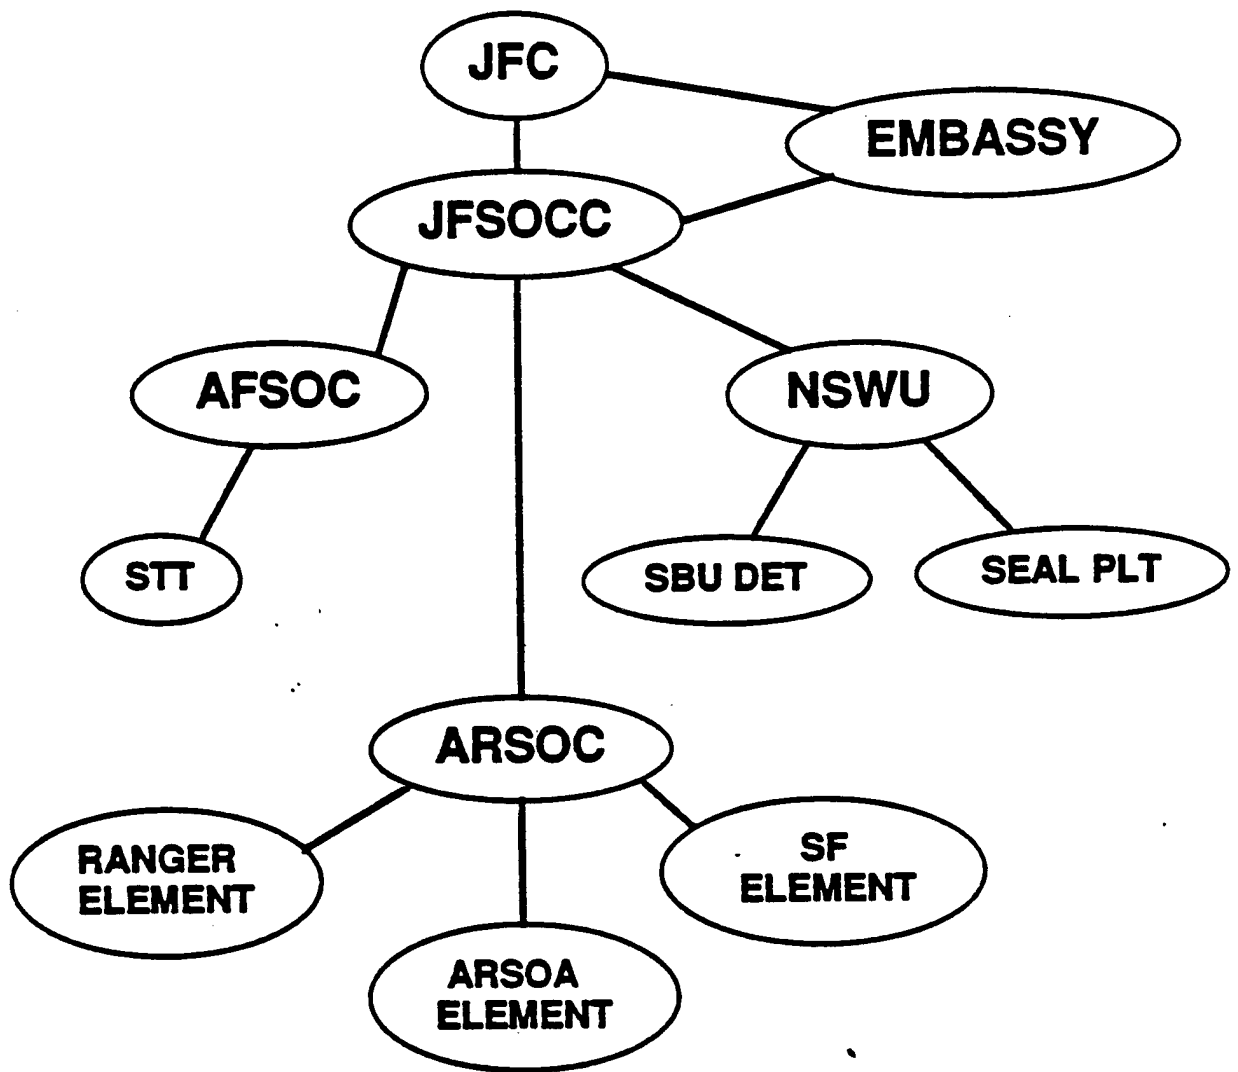 JFC
EMBASSY
JFSOCC
AFSOC
NSWU
STT
SBU DET
SEAL PLT
ARSOC
RANGER
ELEMENT
SF
ELEMENT
ARSOA
ELEMENT